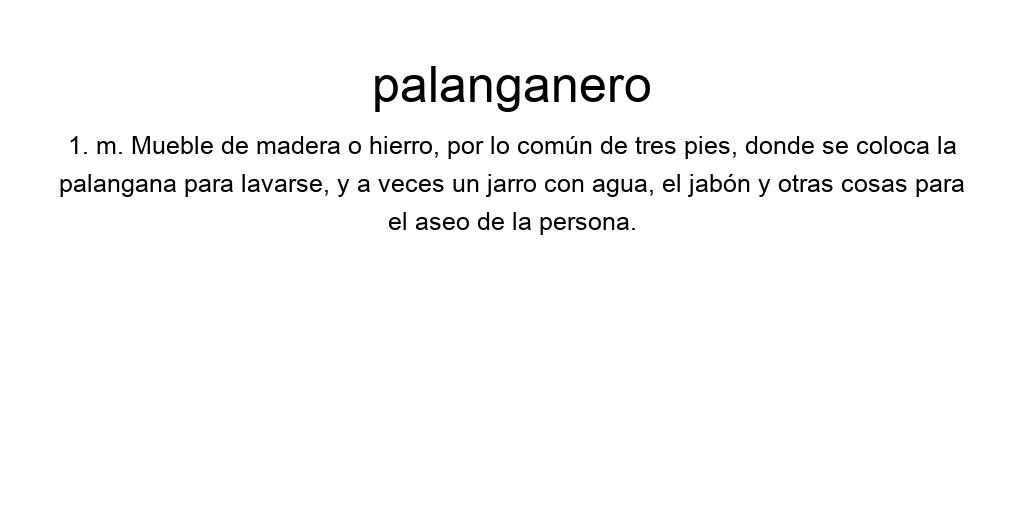 palanganero
1. m. Mueble de madera o hierro, por lo común de tres pies, donde se coloca la
palangana para lavarse, y a veces un jarro con agua, el jabón y otras cosas para
el aseo de la persona.